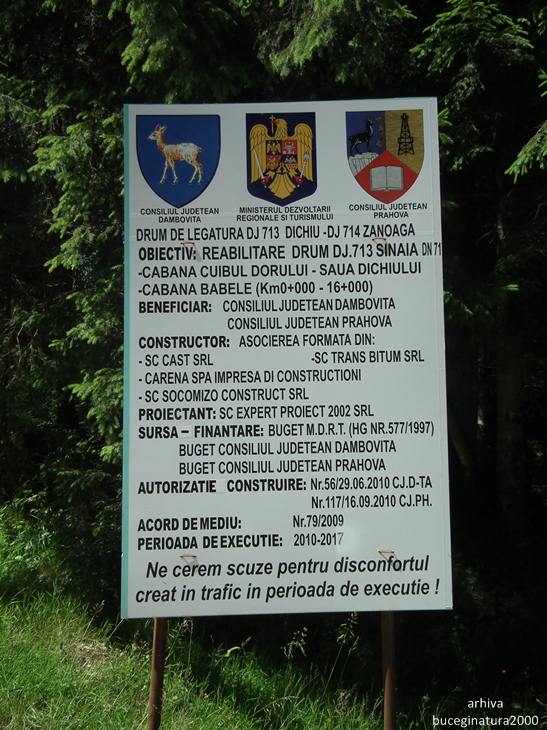 CONSILIUL JUDETEAN
DAMBOVITA
MINISTERUL DEZVOLTARII
REGIONALE SI TURISMULUI
CONSILIUL JUDETEAN
PRAHOVA
DRUM DE LEGATURA DJ 713 DICHIU -DJ 714 ZANOAGA
OBIECTIV: REABILITARE DRUM DJ.713 SINAIA DN 71
-CABANA CUIBUL DORULUI - SAUA DICHIULUI
-CABANA BABELE (Km0+000 - 16+000)
BENEFICIAR: CONSILIUL JUDETEAN DAMBOVITA
CONSILIUL JUDETEAN PRAHOVA
CONSTRUCTOR: ASOCIEREA FORMATA DIN:
- SC CAST SRL -SC TRANS BITUM SRL
- CARENA SPA IMPRESA DI CONSTRUCTIONI
- SC SOCOMIZO CONSTRUCT SRL
PROIECTANT: SC EXPERT PROIECT 2002 SRL
SURSA - FINANTARE: BUGET M.D.R.T. (HG NR.577/1997)
BUGET CONSILIUL JUDETEAN DAMBOVITA
BUGET CONSILIUL JUDETEAN PRAHOVA
AUTORIZATIE CONSTRUIRE: Nr.56/29.06.2010 CJ.D-TA
Nr.117/16.09.2010 CJ.PH.
ACORD DE MEDIU: Nr.79/2009
PERIOADA DE EXECUTIE: 2010-2017
Ne cerem scuze pentru disconfortul
creat in trafic in perioada de executie !
arhiva
buceginatura2000